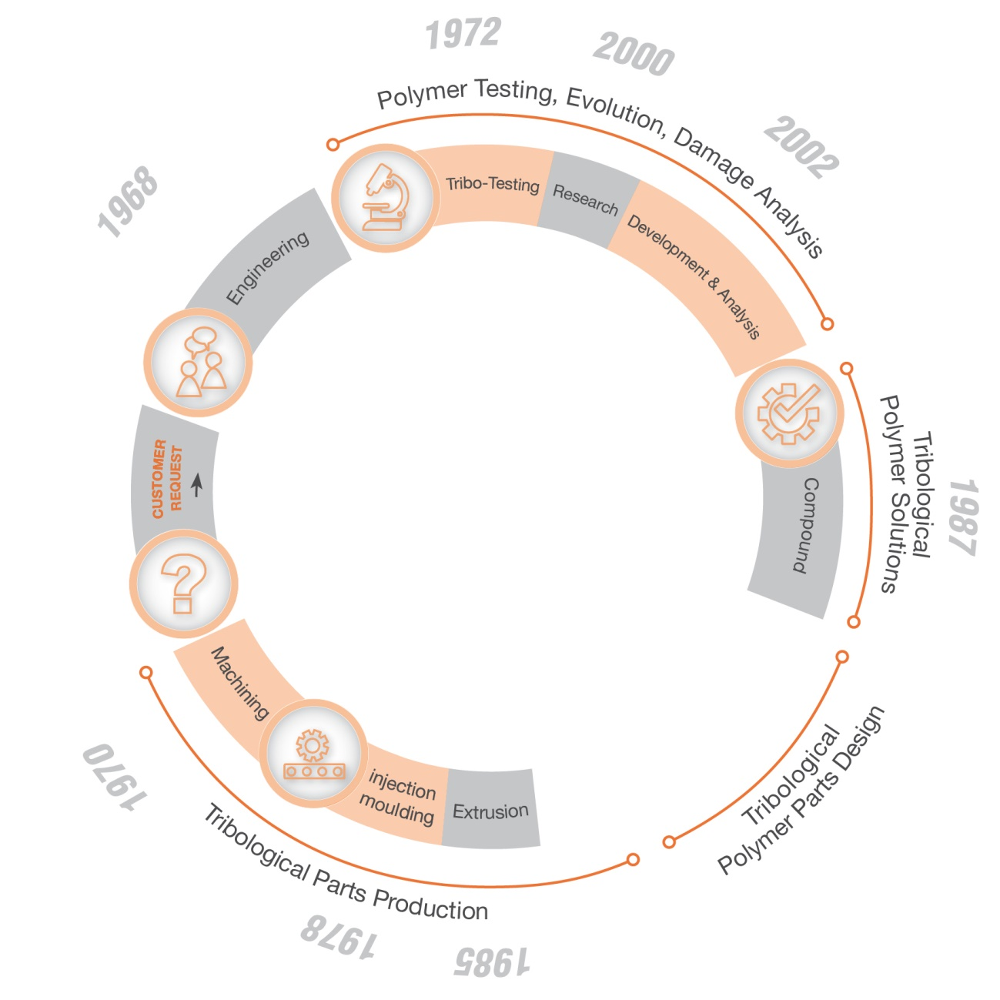 1968
1972
2000
2002
Polymer Testing, Evolution, Damage Analysis
Engineering
Tribo-Testing
Research
Development & Analysis
CUSTOMER
REQUEST
Compound
Tribological
Polymer Solutions
1987
Tribological
Polymer Parts Design
Machining
injection
moulding
Extrusion
Tribological Parts Production
1970
1978
1985